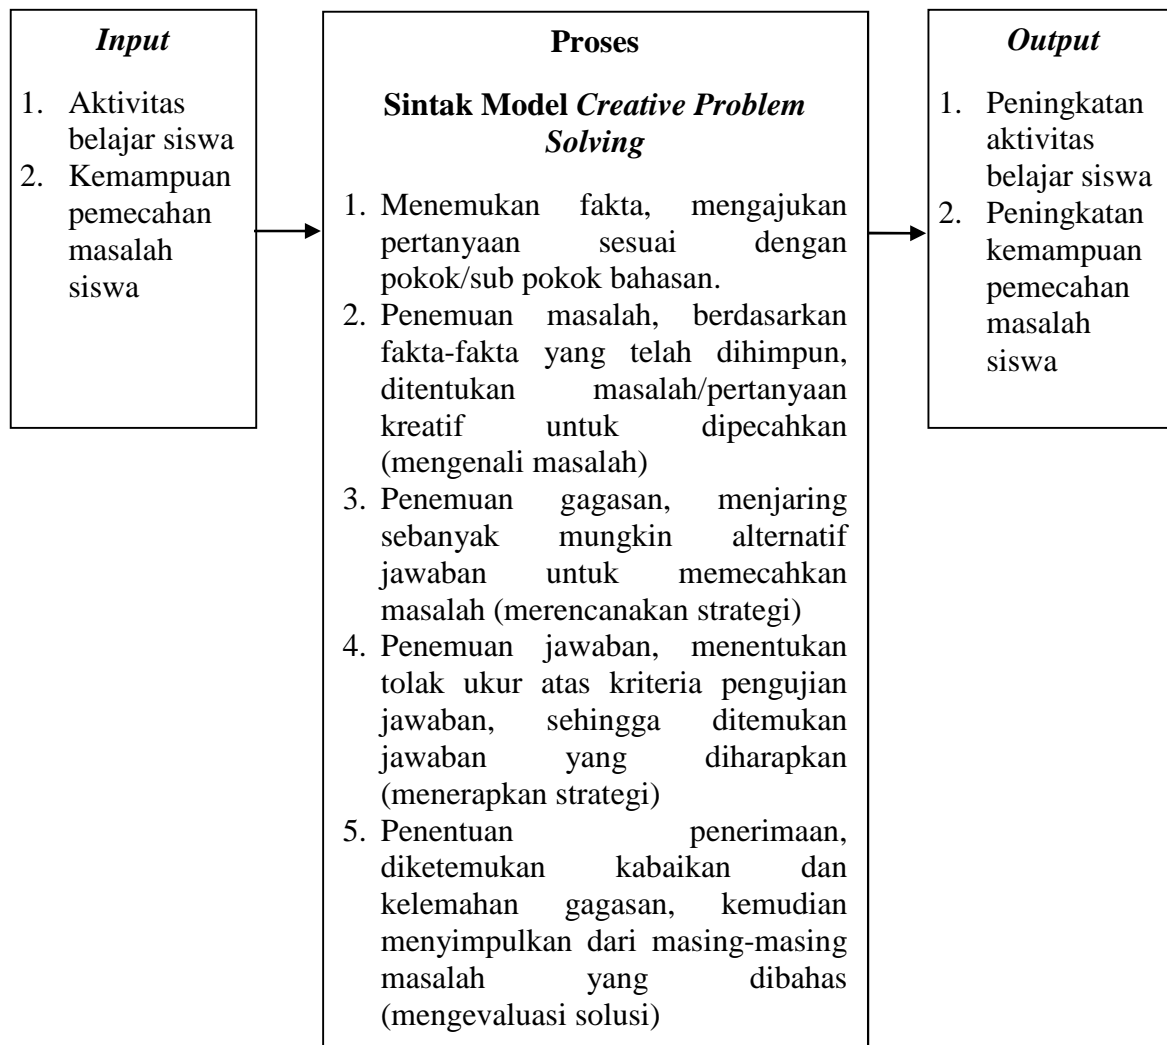 Input
1. Aktivitas
belajar siswa
2. Kemampuan
pemecahan
masalah
siswa
Proses
Sintak Model Creative Problem
Solving
1. Menemukan fakta, mengajukan
pertanyaan sesuai dengan
pokok/sub pokok bahasan.
2. Penemuan masalah, berdasarkan
fakta-fakta yang telah dihimpun,
ditentukan masalah/pertanyaan
kreatif untuk dipecahkan
(mengenali masalah)
3. Penemuan gagasan, menjaring
sebanyak mungkin alternatif
jawaban untuk memecahkan
masalah (merencanakan strategi)
4. Penemuan jawaban, menentukan
tolak ukur atas kriteria pengujian
jawaban, sehingga ditemukan
jawaban yang diharapkan
(menerapkan strategi)
5. Penentuan penerimaan,
diketemukan kabaikan dan
kelemahan gagasan, kemudian
menyimpulkan dari masing-masing
masalah yang dibahas
(mengevaluasi solusi)
Output
1. Peningkatan
aktivitas
belajar siswa
2. Peningkatan
kemampuan
pemecahan
masalah
siswa